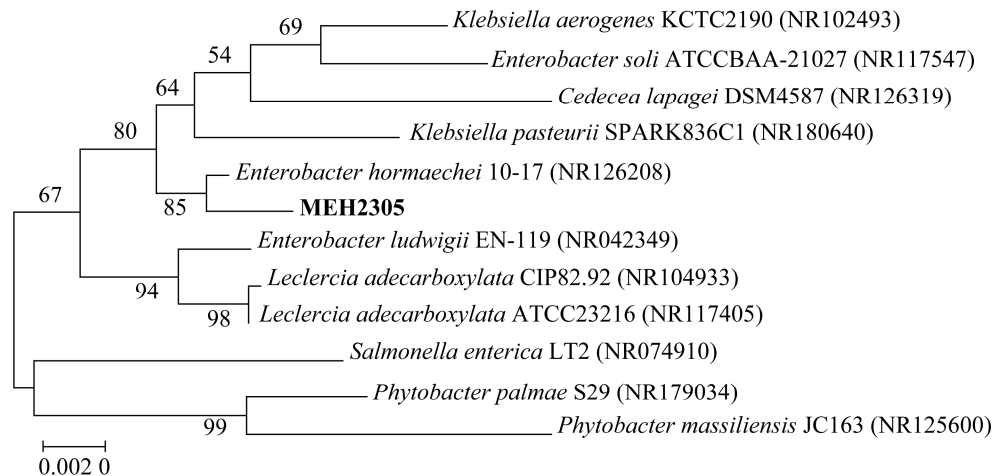 69
Klebsiella aerogenes KCTC2190 (NR102493)
54
Enterobacter soli ATCCBAA-21027 (NR117547)
64
Cedecea lapagei DSM4587 (NR126319)
80
Klebsiella pasteurii SPARK836C1 (NR180640)
Enterobacter hormaechei 10-17 (NR126208)
67
85
MEH2305
Enterobacter ludwigii EN-119 (NR042349)
94
Leclercia adecarboxylata CIP82.92 (NR104933)
98
Leclercia adecarboxylata ATCC23216 (NR117405)
Salmonella enterica LT2 (NR074910)
Phytobacter palmae S29 (NR179034)
99
Phytobacter massiliensis JC163 (NR125600)
0.002 0